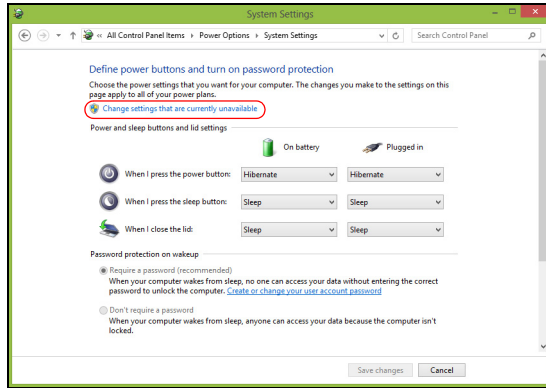 System Settings
« All Control Panel Items › Power Options › System Settings
Search Control Panel
Define power buttons and turn on password protection
Choose the power settings that you want for your computer. The changes you make to the settings on this
page apply to all of your power plans.
Change settings that are currently unavailable
Power and sleep buttons and lid settings
On battery Plugged in
When I press the power button: Hibernate Hibernate
When I press the sleep button: Sleep Sleep
When I close the lid: Sleep Sleep
Password protection on wakeup
Require a password (recommended)
When your computer wakes from sleep, no one can access your data without entering the correct
password to unlock the computer. Create or change your user account password
Don't require a password
When your computer wakes from sleep, anyone can access your data because the computer isn't
locked.
Save changes Cancel